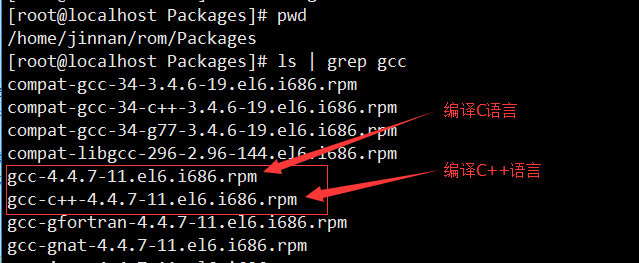 [root@localhost Packages]# pwd
/home/jinnan/rom/Packages
[root@localhost Packages]# ls | grep gcc
compat-gcc-34-3.4.6-19.el6.i686.rpm
compat-gcc-34-c++-3.4.6-19.el6.i686.rpm
编译C语言
compat-gcc-34-g77-3.4.6-19.el6.i686.rpm
compat-libgcc-296-2.96-144.el6.i686.rpm
gcc-4.4.7-11.el6.i686.rpm
编译C++语言
gcc-c++-4.4.7-11.el6.i686.rpm
gcc-gfortran-4.4.7-11.el6.i686.rpm
gcc-gnat-4.4.7-11.el6.i686.rpm